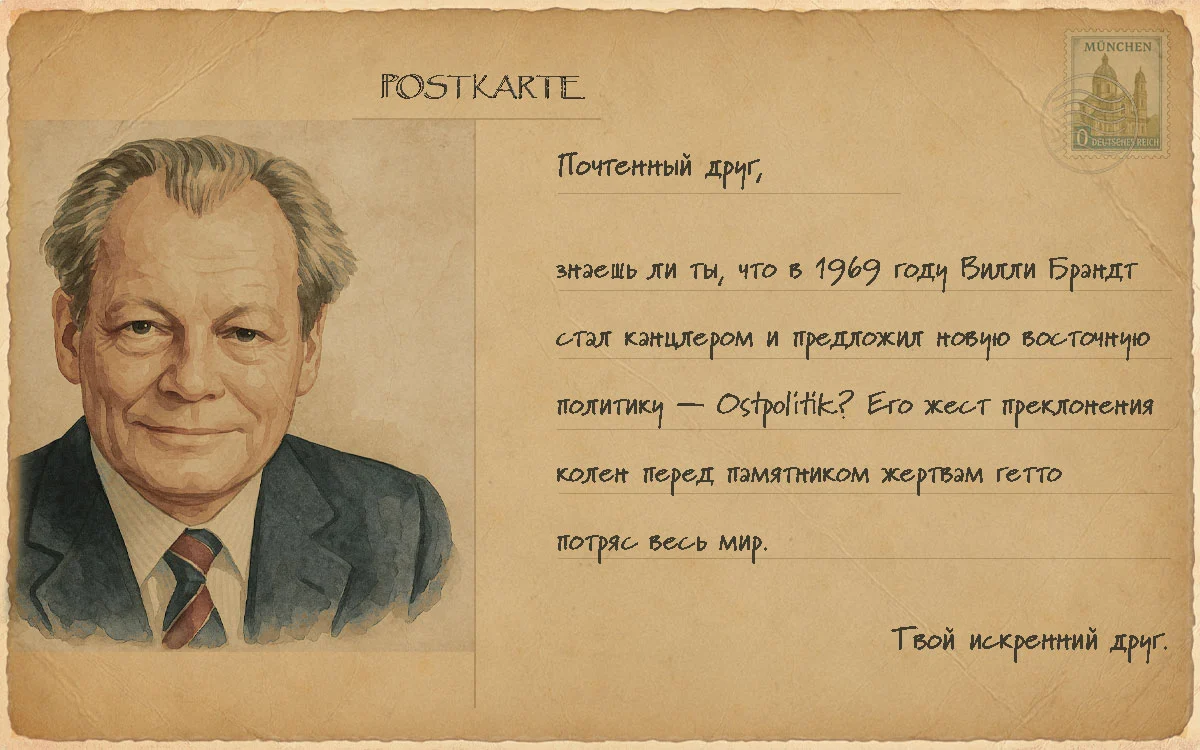 POSTKARTE
MÜNCHEN
0 DEUTSCHES REICH
Почтенный друг,
знаешь ли ты, что в 1969 году Вилли Брандт
стал канцлером и предложил новую восточную
политику — Ostpolitik? Его жест преклонения
колен перед памятником жертвам гетто
потряс весь мир.
Твой искренний друг.